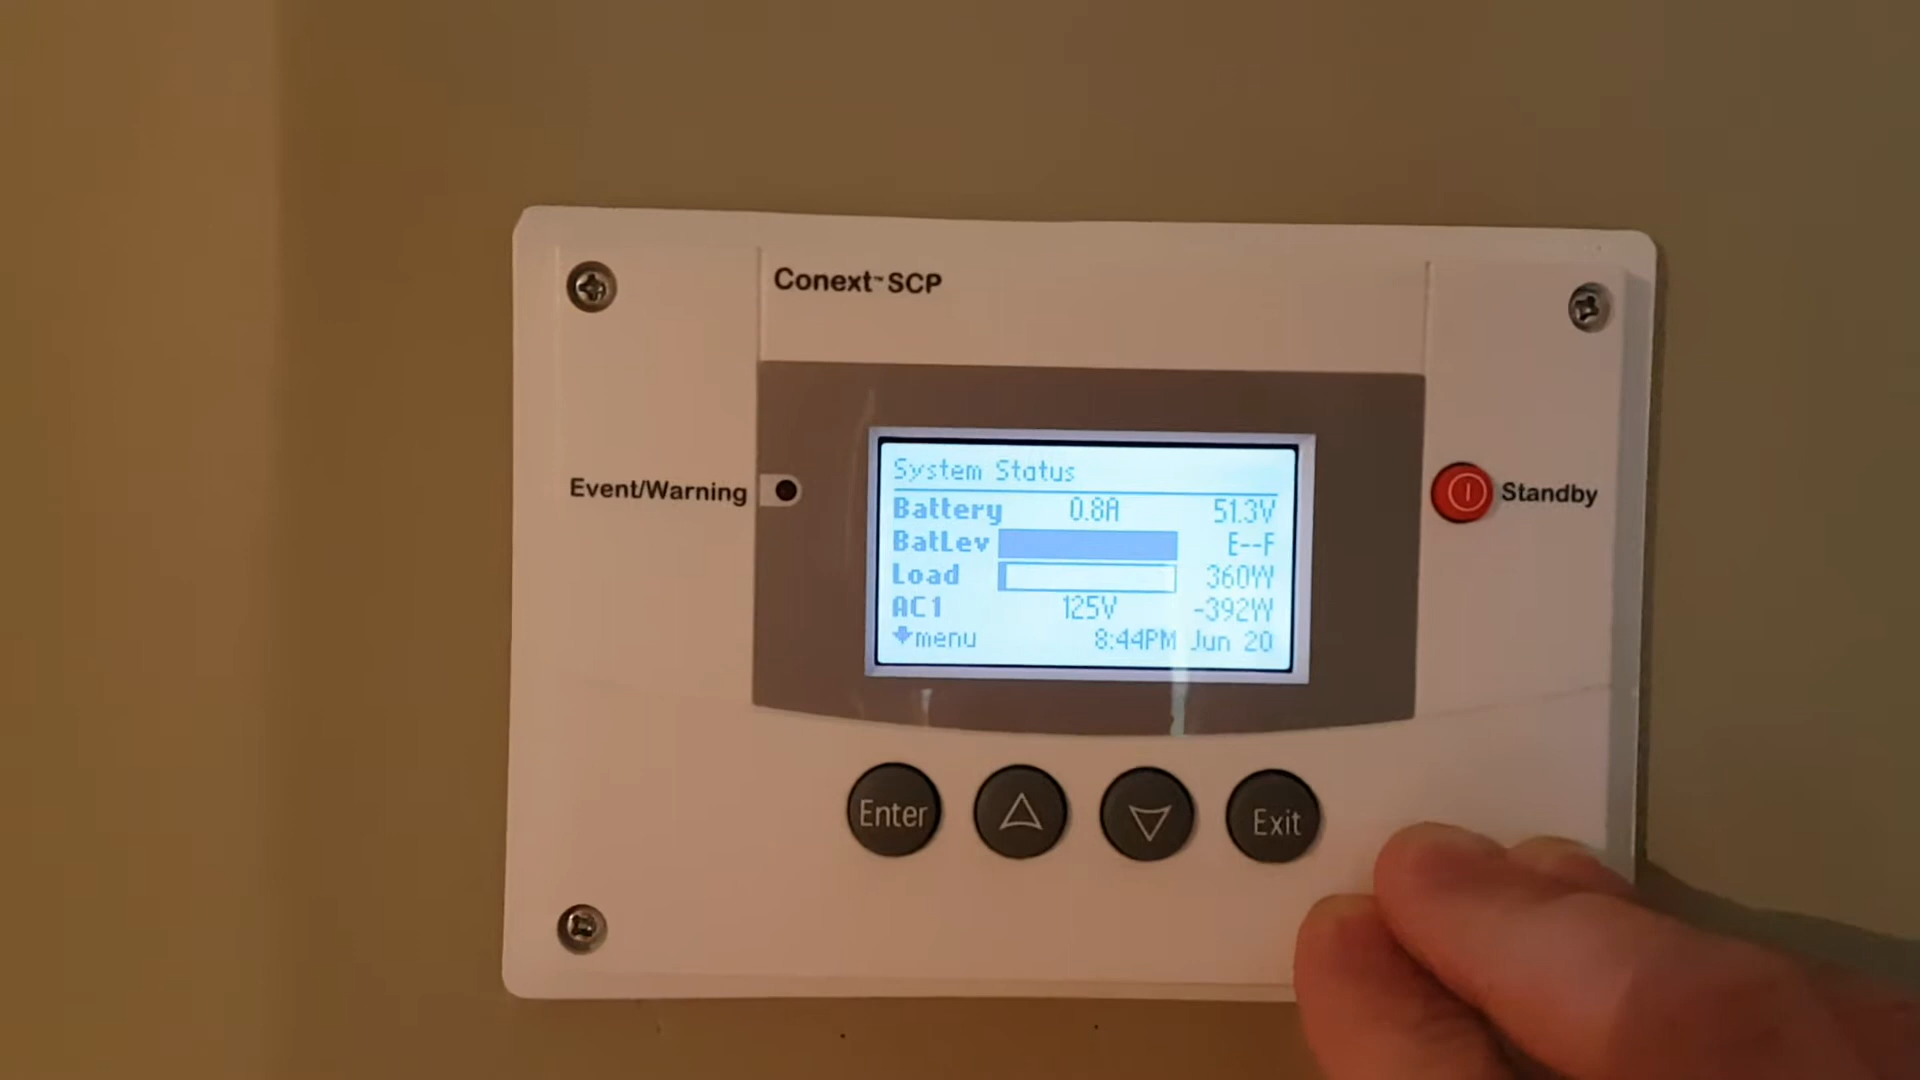 Conext™ SCP
Event/Warning
System Status
Battery 0.8A 51.3V
BatLev E--F
Load 360W
AC1 125V -392W
menu 8:44PM Jun 20
Standby
Enter Exit